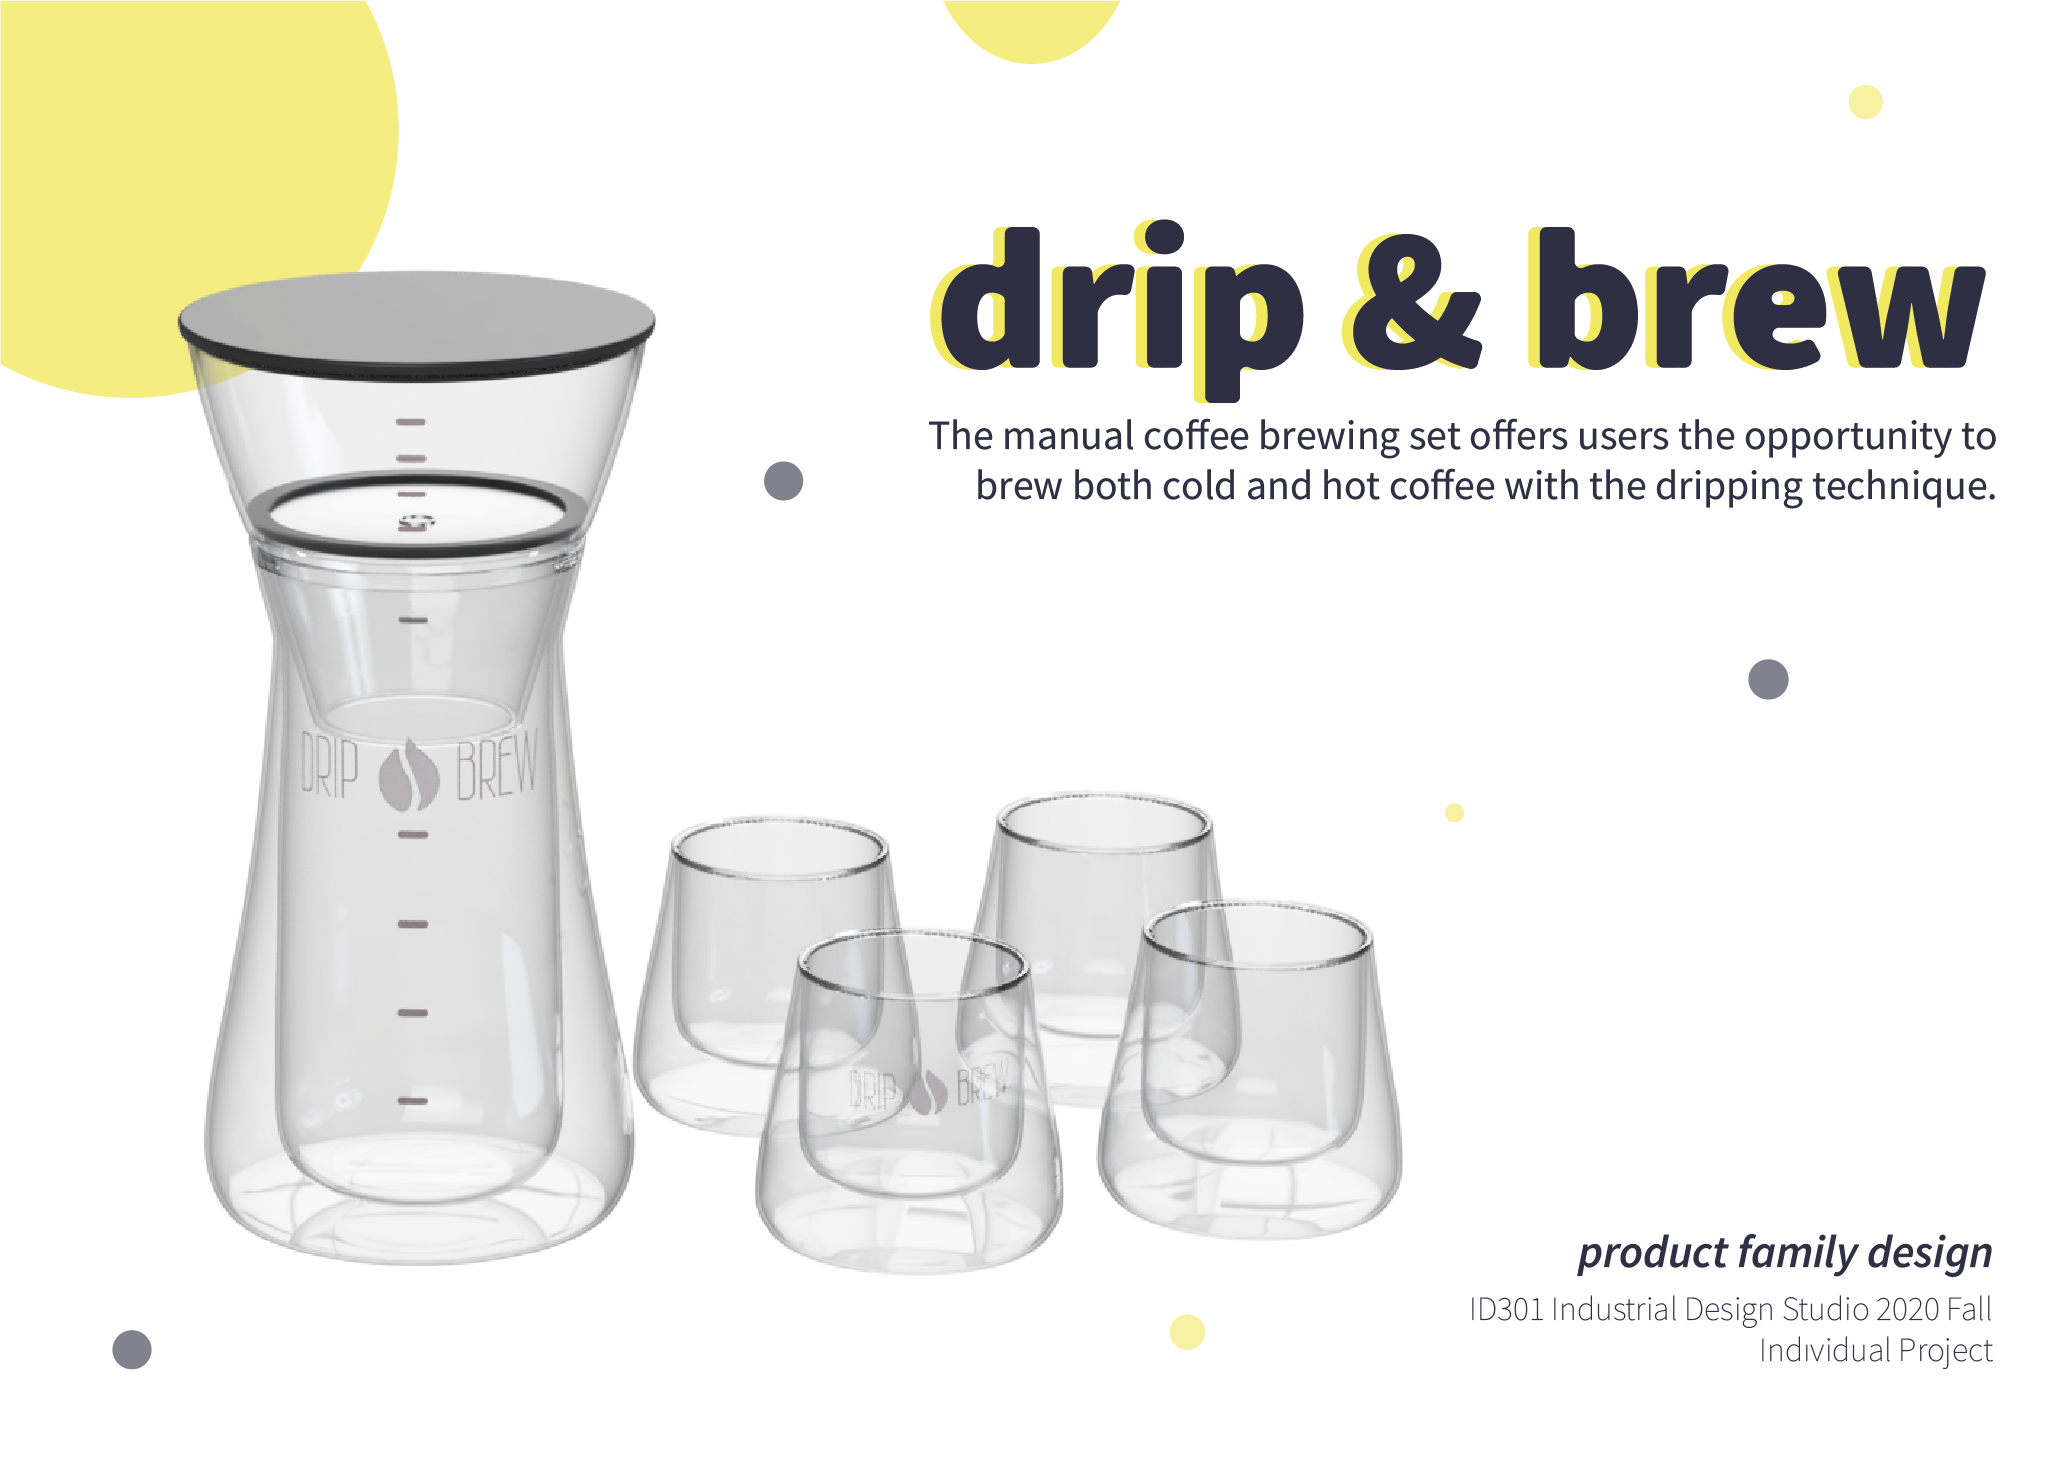 drip & brew
The manual coffee brewing set offers users the opportunity to
brew both cold and hot coffee with the dripping technique.
DRIP BREW
DRIP BREW
product family design
ID301 Industrial Design Studio 2020 Fall
Indıvidual Project